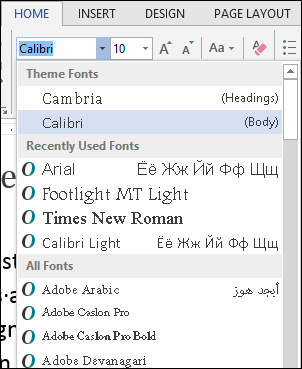 HOME INSERT DESIGN PAGE LAYOUT
Calibri 10 A A Aa A
Theme Fonts
Cambria (Headings)
Calibri (Body)
Recently Used Fonts
O Arial Ёё Жж Йй Фф Щщ
O Footlight MT Light
O Times New Roman
O Calibri Light Ёё Жж Йй Фф Щщ
All Fonts
O Adobe Arabic أيجد هوز
O Adobe Caslon Pro
O Adobe Caslon Pro Bold
O Adobe Devanagari